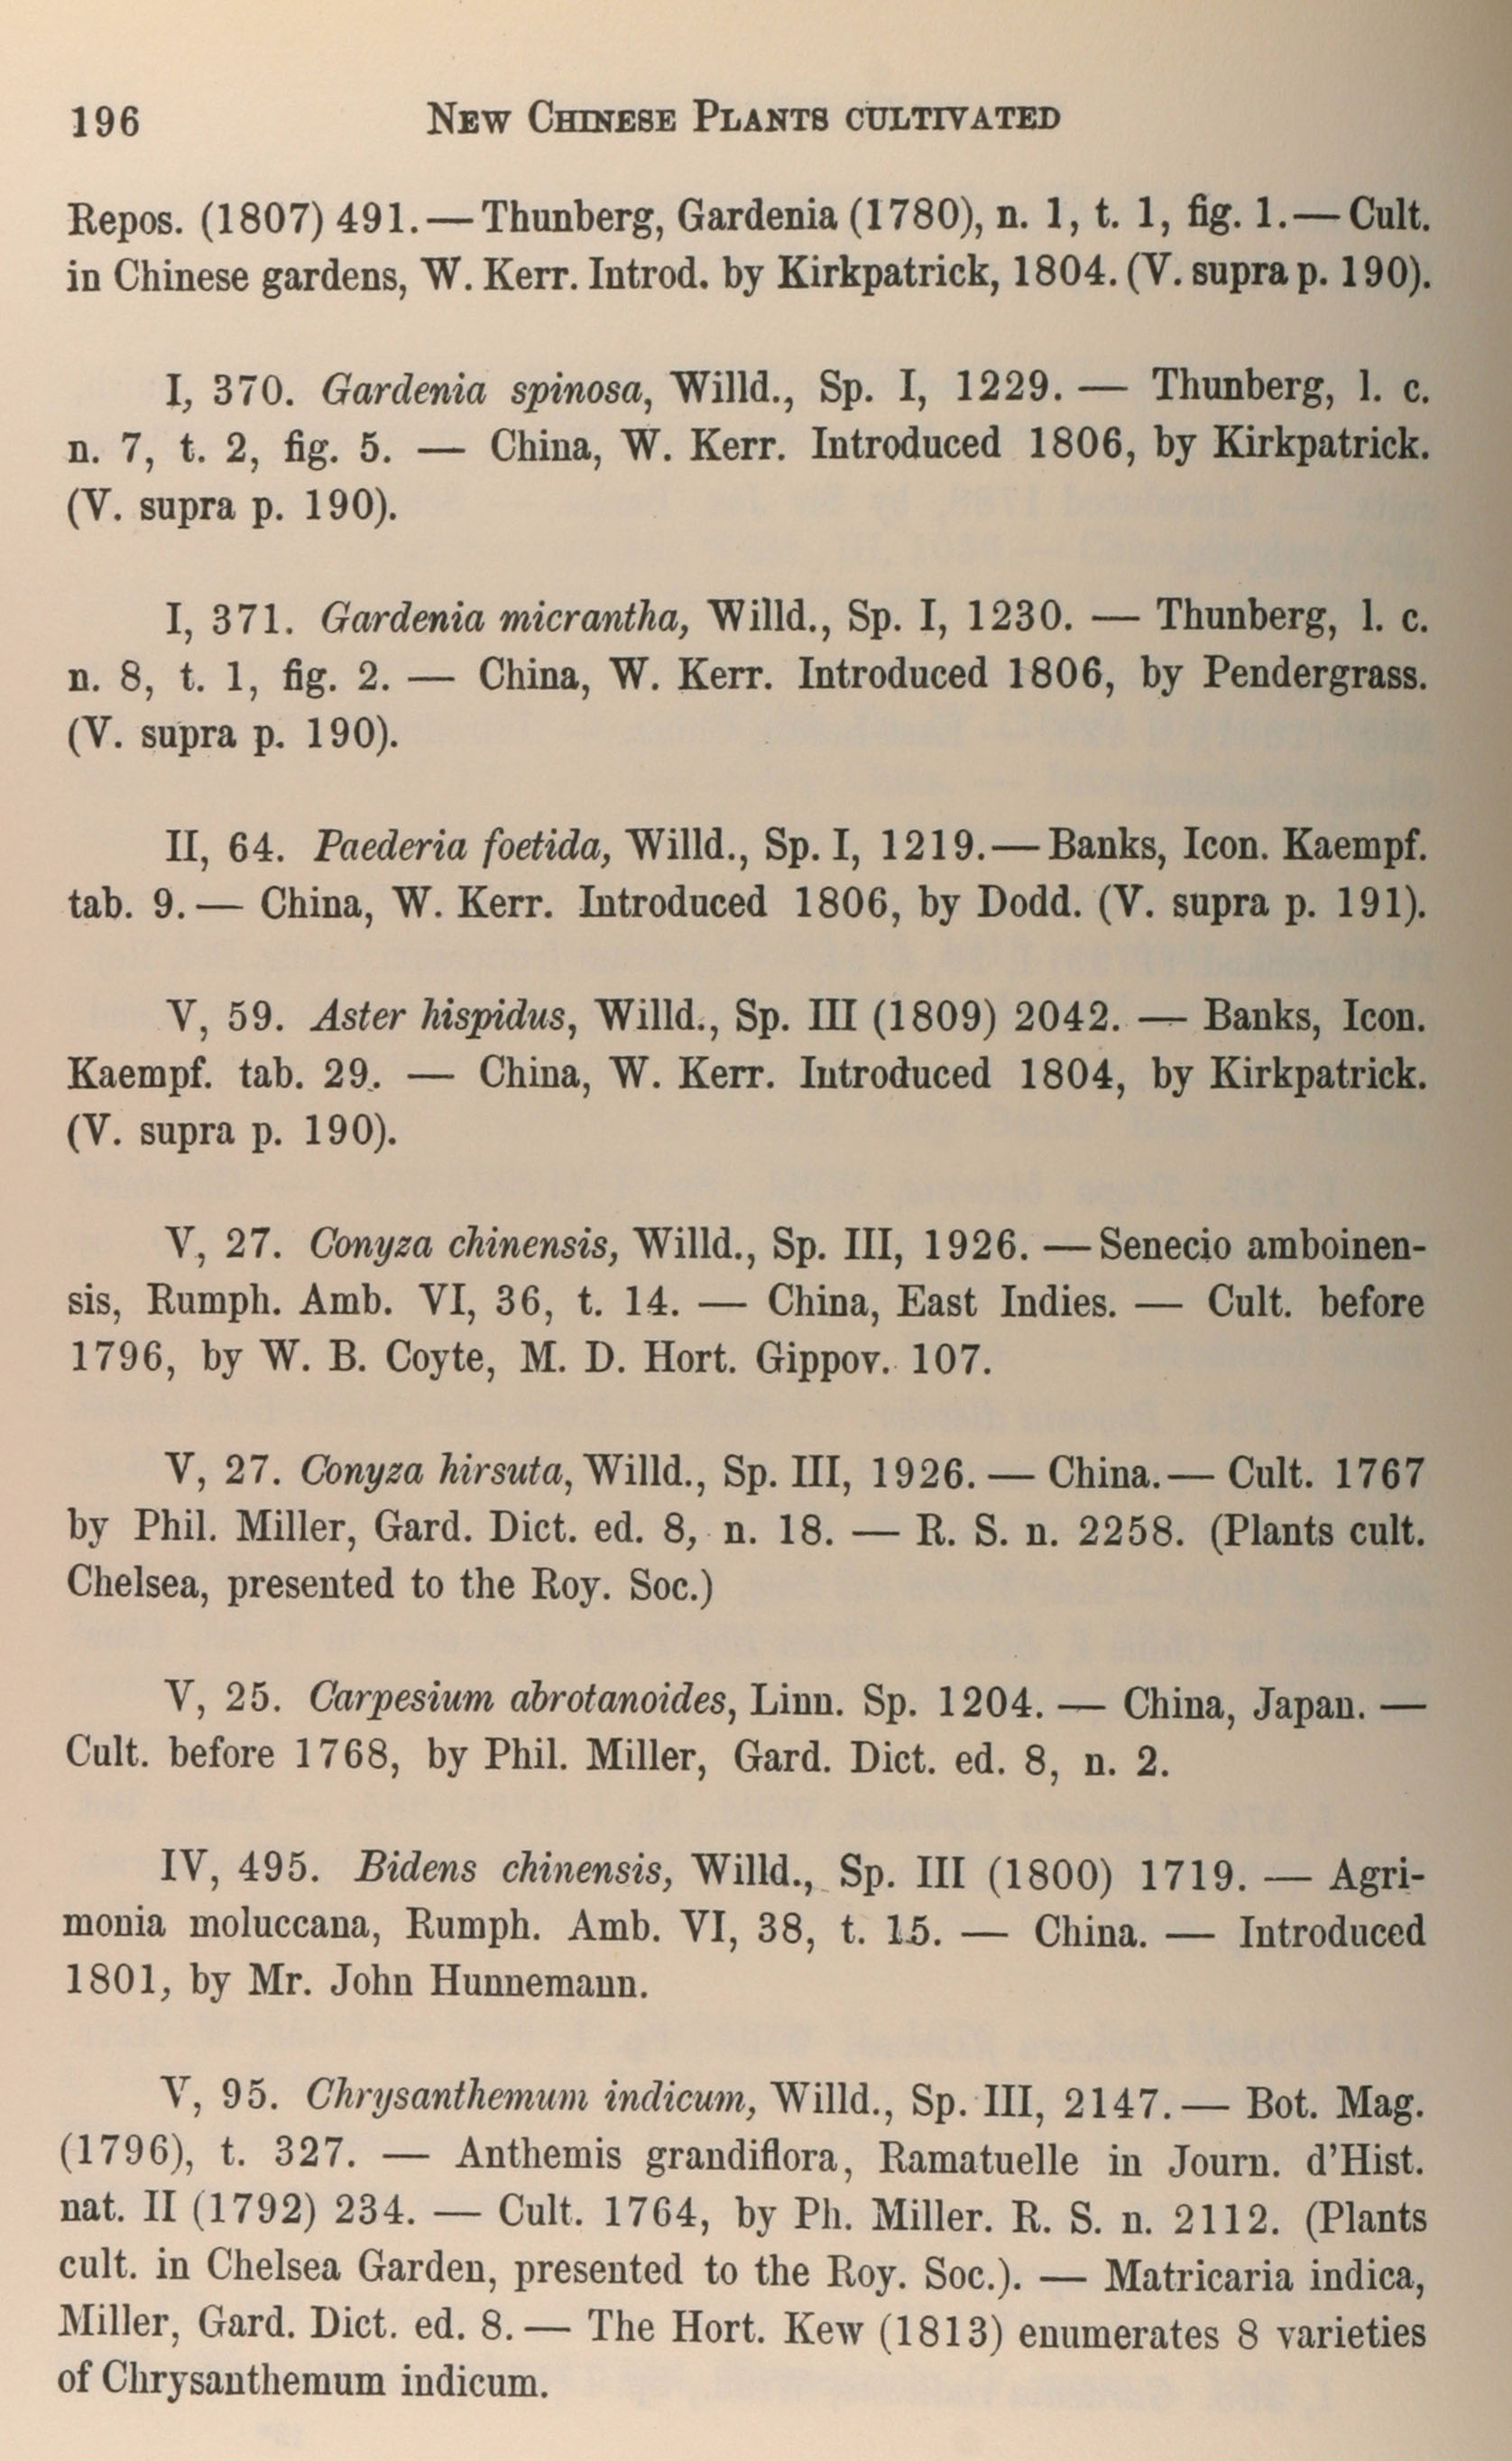 196 NEW CHINESE PLANTS CULTIVATED
Repos. (1807) 491. — Thunberg, Gardenia (1780), n. 1, t. 1, fig. 1. — Cult.
in Chinese gardens, W. Kerr. Introd. by Kirkpatrick, 1804. (V. supra p. 190).
I, 370. Gardenia spinosa, Willd., Sp. I, 1229. — Thunberg, l. c.
n. 7, t. 2, fig. 5. — China, W. Kerr. Introduced 1806, by Kirkpatrick.
(V. supra p. 190).
I, 371. Gardenia micrantha, Willd., Sp. I, 1230. — Thunberg, l. c.
n. 8, t. 1, fig. 2. — China, W. Kerr. Introduced 1806, by Pendergrass.
(V. supra p. 190).
II, 64. Paederia foetida, Willd., Sp. I, 1219. — Banks, Icon. Kaempf.
tab. 9. — China, W. Kerr. Introduced 1806, by Dodd. (V. supra p. 191).
V, 59. Aster hispidus, Willd., Sp. III (1809) 2042. — Banks, Icon.
Kaempf. tab. 29. — China, W. Kerr. Introduced 1804, by Kirkpatrick.
(V. supra p. 190).
V, 27. Conyza chinensis, Willd., Sp. III, 1926. — Senecio amboinen-
sis, Rumph. Amb. VI, 36, t. 14. — China, East Indies. — Cult. before
1796, by W. B. Coyte, M. D. Hort. Gippov. 107.
V, 27. Conyza hirsuta, Willd., Sp. III, 1926. — China. — Cult. 1767
by Phil. Miller, Gard. Dict. ed. 8, n. 18. — R. S. n. 2258. (Plants cult.
Chelsea, presented to the Roy. Soc.)
V, 25. Carpesium abrotanoides, Linn. Sp. 1204. — China, Japan. —
Cult. before 1768, by Phil. Miller, Gard. Dict. ed. 8, n. 2.
IV, 495. Bidens chinensis, Willd., Sp. III (1800) 1719. — Agri-
monia moluccana, Rumph. Amb. VI, 38, t. 15. — China. — Introduced
1801, by Mr. John Hunnemann.
V, 95. Chrysanthemum indicum, Willd., Sp. III, 2147. — Bot. Mag.
(1796), t. 327. — Anthemis grandiflora, Ramatuelle in Journ. d'Hist.
nat. II (1792) 234. — Cult. 1764, by Ph. Miller. R. S. n. 2112. (Plants
cult. in Chelsea Garden, presented to the Roy. Soc.). — Matricaria indica,
Miller, Gard. Dict. ed. 8. — The Hort. Kew (1813) enumerates 8 varieties
of Chrysanthemum indicum.